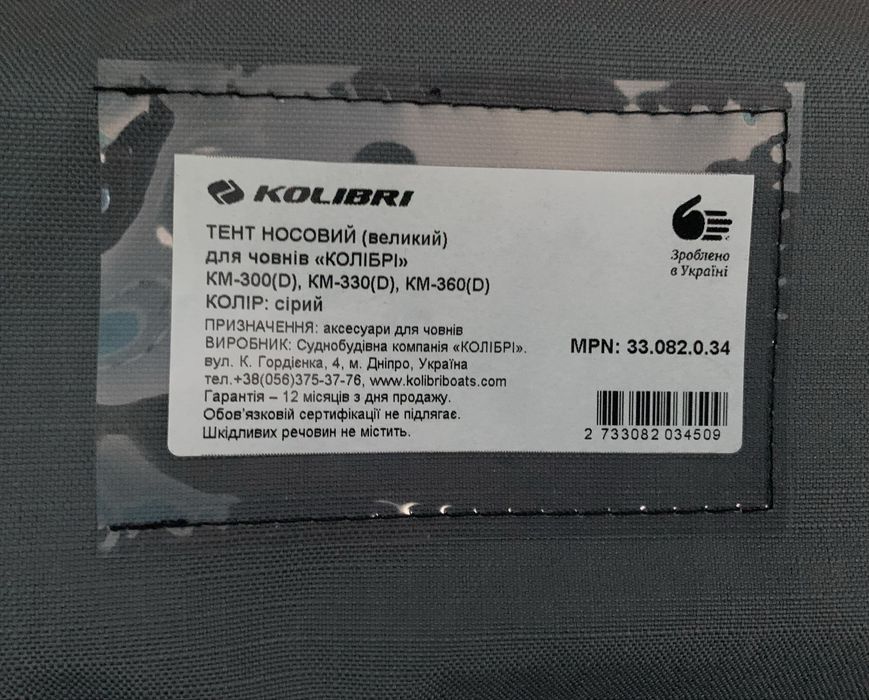 KOLIBRI
ТЕНТ НОСОВИЙ (великий)
для човнів «КОЛІБРІ»
КМ-300(D), КМ-330(D), КМ-360(D)
КОЛІР: сірий
ПРИЗНАЧЕННЯ: аксесуари для човнів
ВИРОБНИК: Суднобудівна компанія «КОЛІБРІ».
вул. К. Гордієнка, 4, м. Дніпро, Україна
тел.+38(056)375-37-76, www.kolibriboats.com
Гарантія – 12 місяців з дня продажу.
Обов'язковій сертифікації не підлягає.
Шкідливих речовин не містить.
Зроблено
в Україні
MPN: 33.082.0.34
2 733082 034509